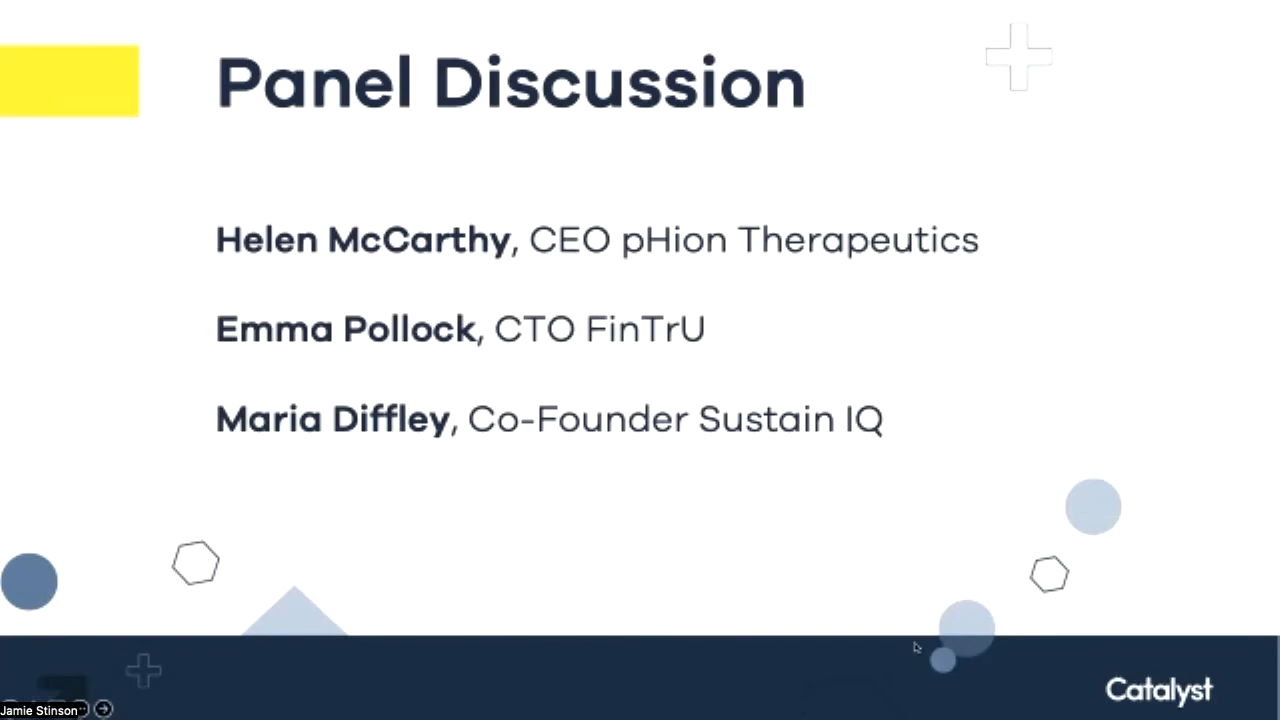 Panel Discussion
Helen McCarthy, CEO pHion Therapeutics
Emma Pollock, CTO FinTrU
Maria Diffley, Co-Founder Sustain IQ
Catalyst
Jamie Stinson